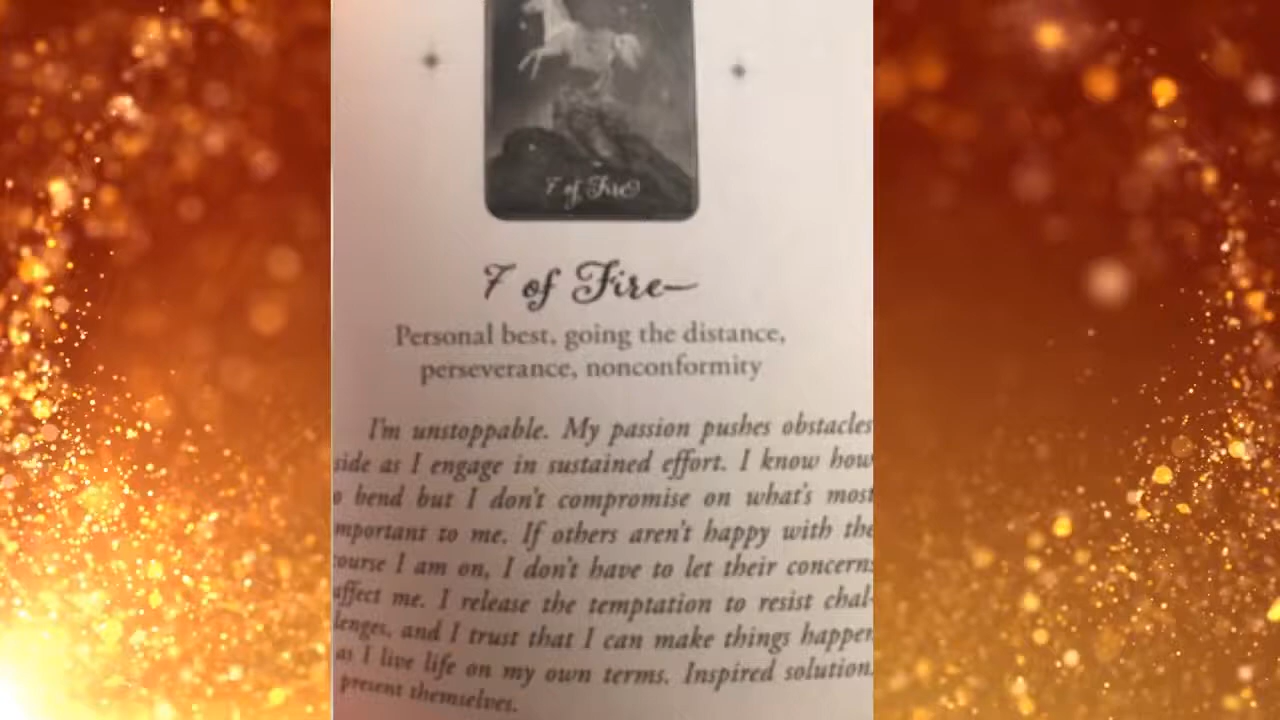 7 of Fire
7 of Fire
Personal best, going the distance,
perseverance, nonconformity
I'm unstoppable. My passion pushes obstacles
side as I engage in sustained effort. I know how
o bend but I don't compromise on what's most
mportant to me. If others aren't happy with the
ourse I am on, I don't have to let their concerns
affect me. I release the temptation to resist chal-
lenges, and I trust that I can make things happen
as I live life on my own terms. Inspired solution
present themselves.